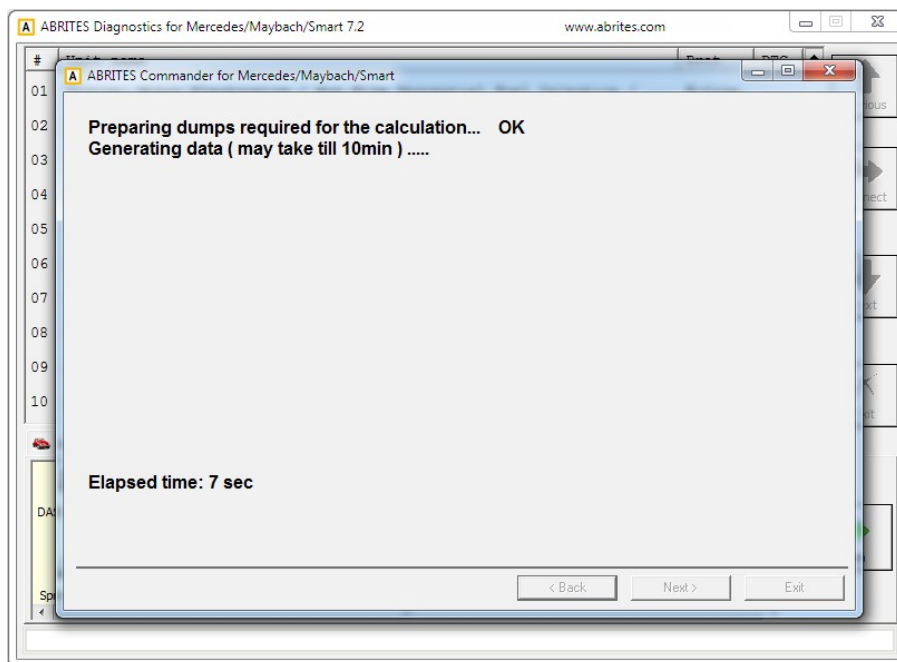 ABRITES Diagnostics for Mercedes/Maybach/Smart 7.2 www.abrites.com
#
ABRITES Commander for Mercedes/Maybach/Smart
01
02
03
04
05
06
07
08
09
10
Preparing dumps required for the calculation... OK
Generating data ( may take till 10min ) .....
Elapsed time: 7 sec
< Back Next > Exit